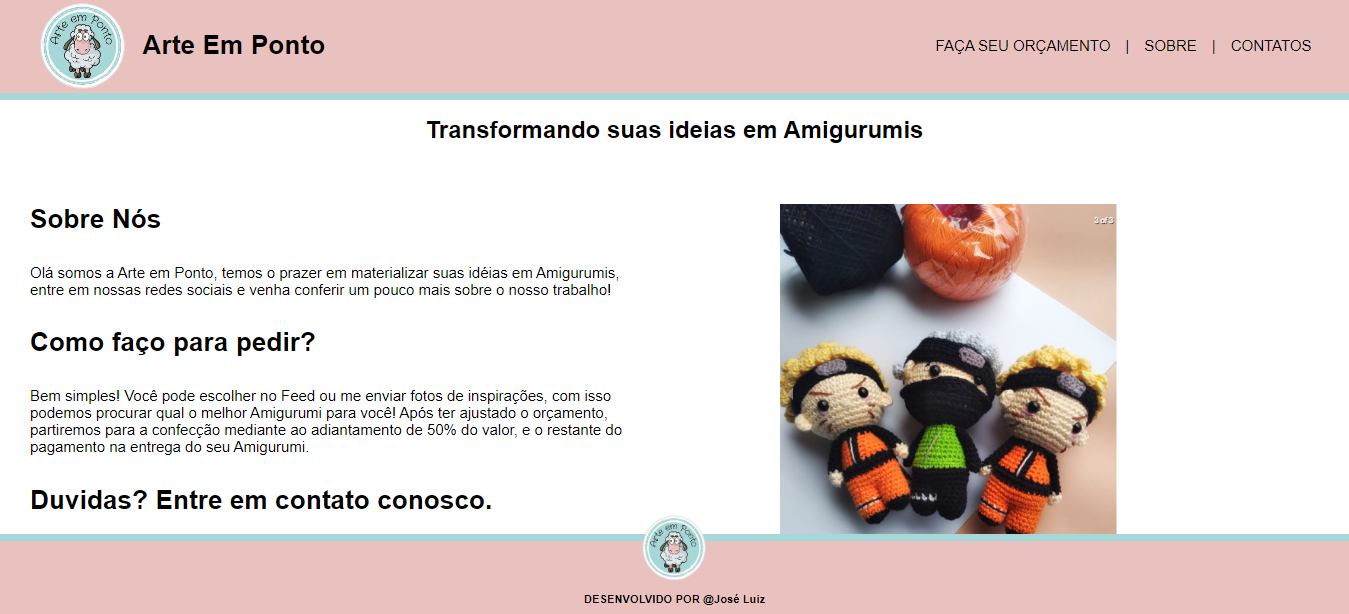 Arte em Ponto
Arte Em Ponto
FAÇA SEU ORÇAMENTO | SOBRE | CONTATOS
Transformando suas ideias em Amigurumis
Sobre Nós
Olá somos a Arte em Ponto, temos o prazer em materializar suas idéias em Amigurumis,
entre em nossas redes sociais e venha conferir um pouco mais sobre o nosso trabalho!
Como faço para pedir?
Bem simples! Você pode escolher no Feed ou me enviar fotos de inspirações, com isso
podemos procurar qual o melhor Amigurumi para você! Após ter ajustado o orçamento,
partiremos para a confecção mediante ao adiantamento de 50% do valor, e o restante do
pagamento na entrega do seu Amigurumi.
Duvidas? Entre em contato conosco.
3 of 3
Arte em Ponto
DESENVOLVIDO POR @José Luiz